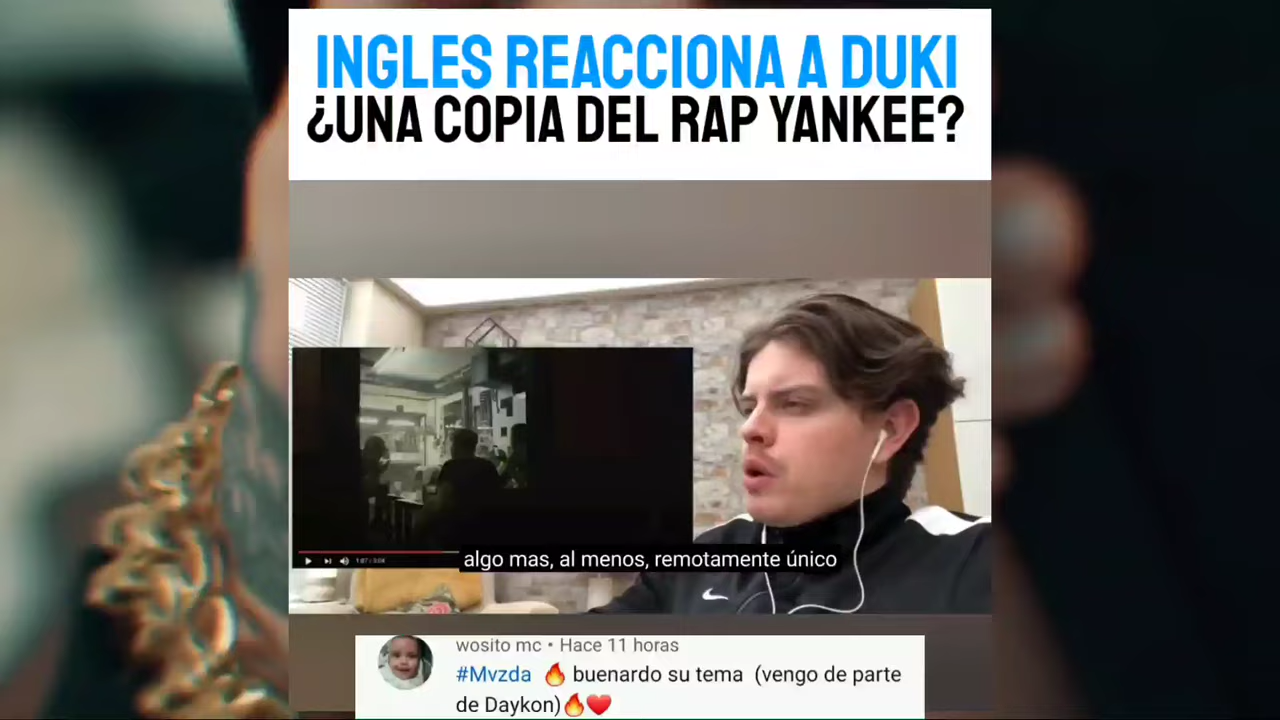 INGLES REACCIONA A DUKI
¿UNA COPIA DEL RAP YANKEE?
algo mas, al menos, remotamente único
wosito mc • Hace 11 horas
#Mvzda 🔥 buenardo su tema (vengo de parte
de Daykon)🔥❤️